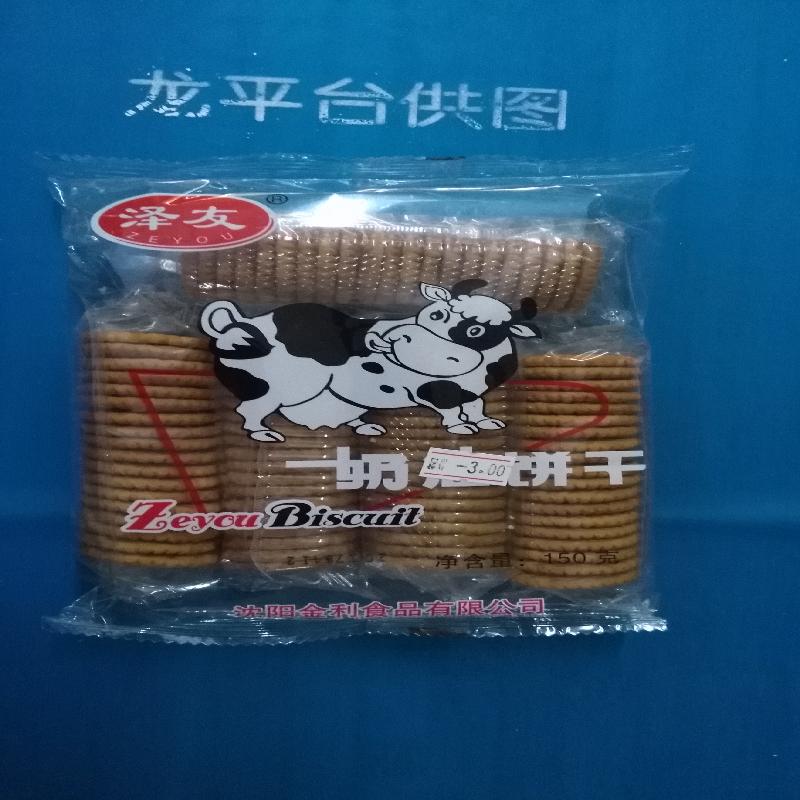 龙平台供图
泽友®
ZEYOU
奶油饼干
-3.00
Zeyou Biscuit
净含量：150克
沈阳金利食品有限公司